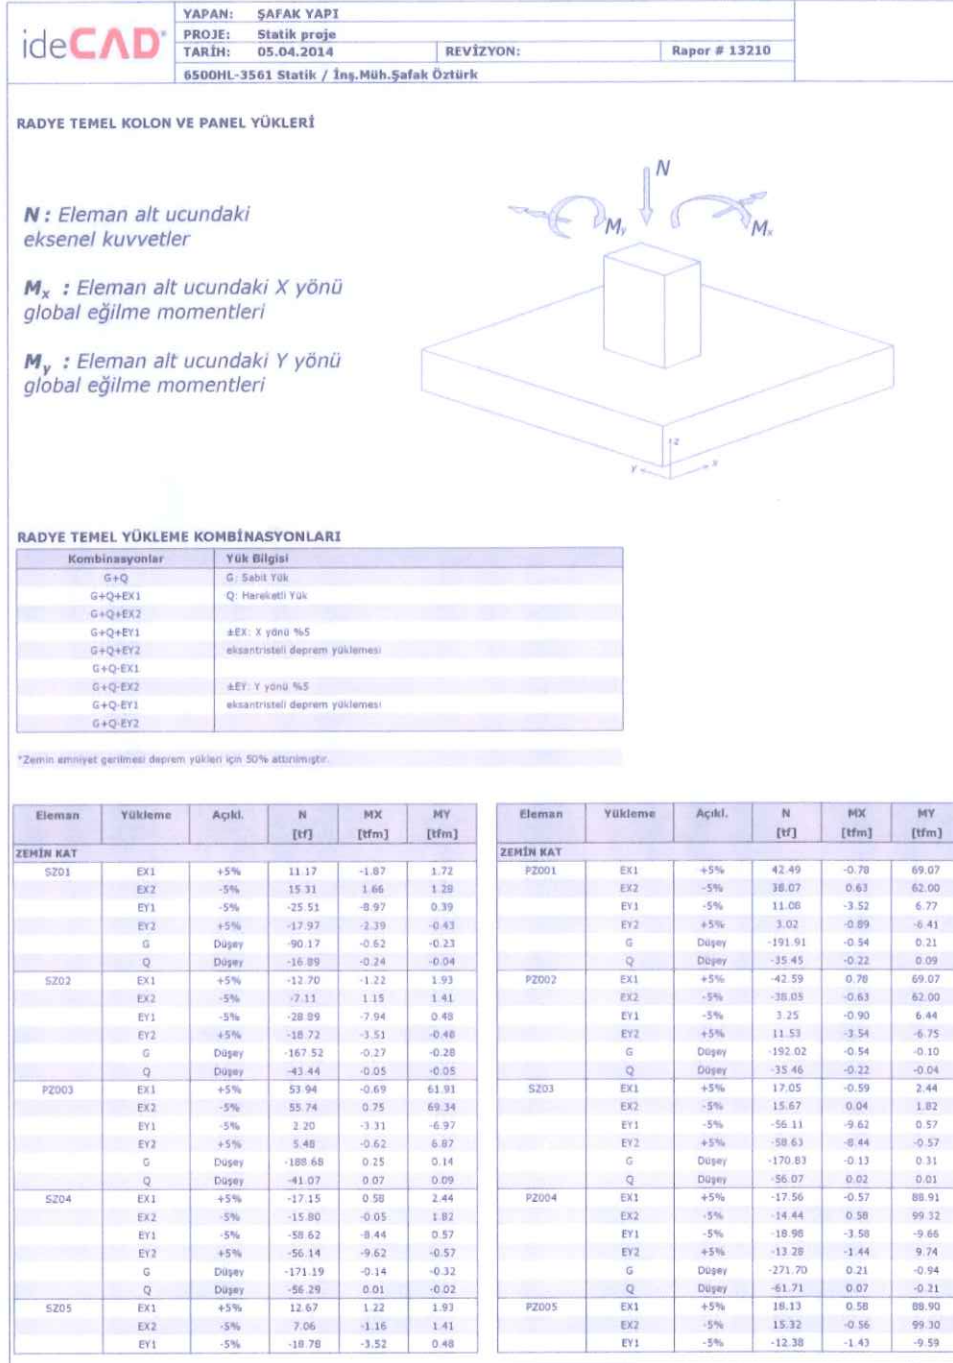 ideCAD®
YAPAN: ŞAFAK YAPI
PROJE: Statik proje
TARİH: 05.04.2014 REVİZYON: Rapor # 13210
6500HL-3561 Statik / İnş.Müh.Şafak Öztürk
RADYE TEMEL KOLON VE PANEL YÜKLERİ
N : Eleman alt ucundaki
eksenel kuvvetler
Mx : Eleman alt ucundaki X yönü
global eğilme momentleri
My : Eleman alt ucundaki Y yönü
global eğilme momentleri
N
My
Mx
z
y
x
RADYE TEMEL YÜKLEME KOMBİNASYONLARI
Kombinasyonlar Yük Bilgisi
G+Q G: Sabit Yük
G+Q+EX1 Q: Hareketli Yük
G+Q+EX2
G+Q+EY1 ±EX: X yönü %5
G+Q+EY2 eksantristeli deprem yüklemesi
G+Q-EX1
G+Q-EX2 ±EY: Y yönü %5
G+Q-EY1 eksantristeli deprem yüklemesi
G+Q-EY2
*Zemin emniyet gerilmesi deprem yükleri için 50% attırılmıştır.
Eleman Yükleme Açıkl. N MX MY
[tf] [tfm] [tfm]
ZEMİN KAT
SZ01 EX1 +5% 11.17 -1.87 1.72
EX2 -5% 15.31 1.66 1.28
EY1 -5% -25.51 -8.97 0.39
EY2 +5% -17.97 -2.39 -0.43
G Düşey -90.17 -0.62 -0.23
Q Düşey -16.89 -0.24 -0.04
SZ02 EX1 +5% -12.70 -1.22 1.93
EX2 -5% -7.11 1.15 1.41
EY1 -5% -28.89 -7.94 0.48
EY2 +5% -18.72 -3.51 -0.48
G Düşey -167.52 -0.27 -0.28
Q Düşey -43.44 -0.05 -0.05
PZ003 EX1 +5% 53.94 -0.69 61.91
EX2 -5% 55.74 0.75 69.34
EY1 -5% 2.20 -3.31 -6.97
EY2 +5% 5.48 -0.62 6.87
G Düşey -188.68 0.25 0.14
Q Düşey -41.07 0.07 0.09
SZ04 EX1 +5% -17.15 0.58 2.44
EX2 -5% -15.80 -0.05 1.82
EY1 -5% -58.62 -8.44 0.57
EY2 +5% -56.14 -9.62 -0.57
G Düşey -171.19 -0.14 -0.32
Q Düşey -56.29 0.01 -0.02
SZ05 EX1 +5% 12.67 1.22 1.93
EX2 -5% 7.06 -1.16 1.41
EY1 -5% -18.78 -3.52 0.48
Eleman Yükleme Açıkl. N MX MY
[tf] [tfm] [tfm]
ZEMİN KAT
PZ001 EX1 +5% 42.49 -0.78 69.07
EX2 -5% 38.07 0.63 62.00
EY1 -5% 11.08 -3.52 6.77
EY2 +5% 3.02 -0.89 -6.41
G Düşey -191.91 -0.54 0.21
Q Düşey -35.45 -0.22 0.09
PZ002 EX1 +5% -42.59 0.78 69.07
EX2 -5% -38.05 -0.63 62.00
EY1 -5% 3.25 -0.90 6.44
EY2 +5% 11.53 -3.54 -6.75
G Düşey -192.02 -0.54 -0.10
Q Düşey -35.46 -0.22 -0.04
SZ03 EX1 +5% 17.05 -0.59 2.44
EX2 -5% 15.67 0.04 1.82
EY1 -5% -56.11 -9.62 0.57
EY2 +5% -58.63 -8.44 -0.57
G Düşey -170.83 -0.13 0.31
Q Düşey -56.07 0.02 0.01
PZ004 EX1 +5% -17.56 -0.57 88.91
EX2 -5% -14.44 0.58 99.32
EY1 -5% -18.98 -3.58 -9.66
EY2 +5% -13.28 -1.44 9.74
G Düşey -271.70 0.21 -0.94
Q Düşey -61.71 0.07 -0.21
PZ005 EX1 +5% 18.13 0.58 88.90
EX2 -5% 15.32 -0.56 99.30
EY1 -5% -12.38 -1.43 -9.59